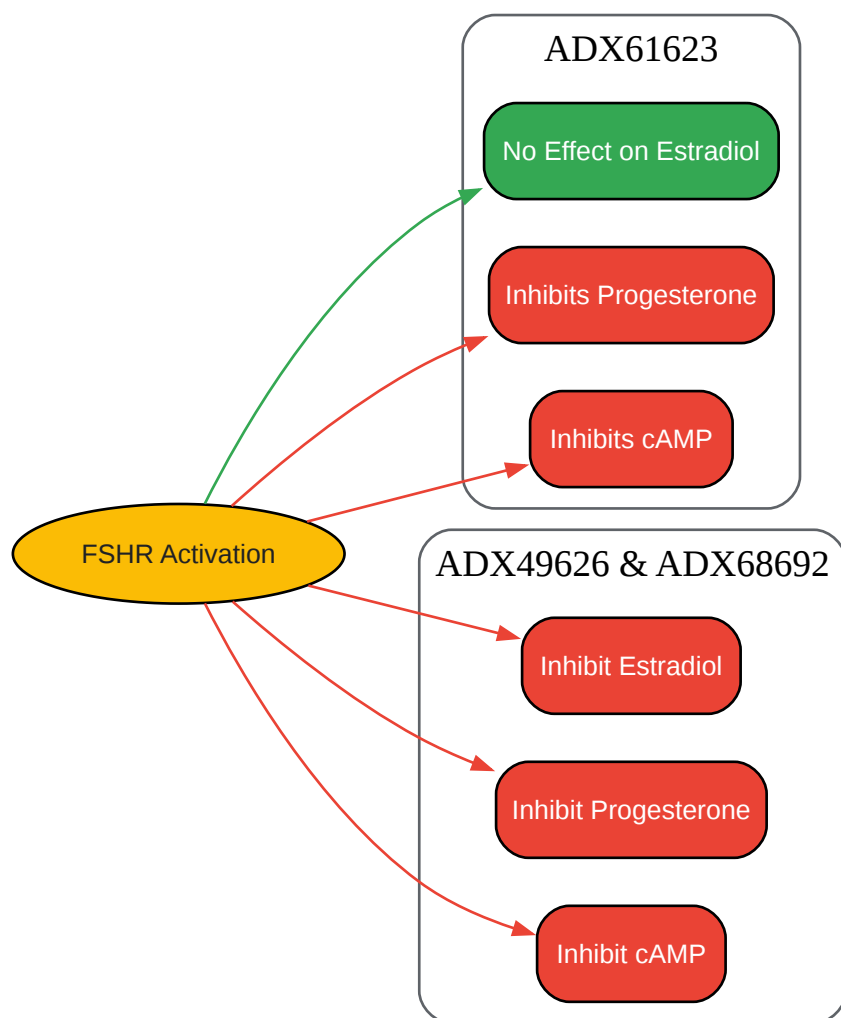 ADX61623
No Effect on Estradiol
Inhibits Progesterone
Inhibits cAMP
FSHR Activation
ADX49626 & ADX68692
Inhibit Estradiol
Inhibit Progesterone
Inhibit cAMP